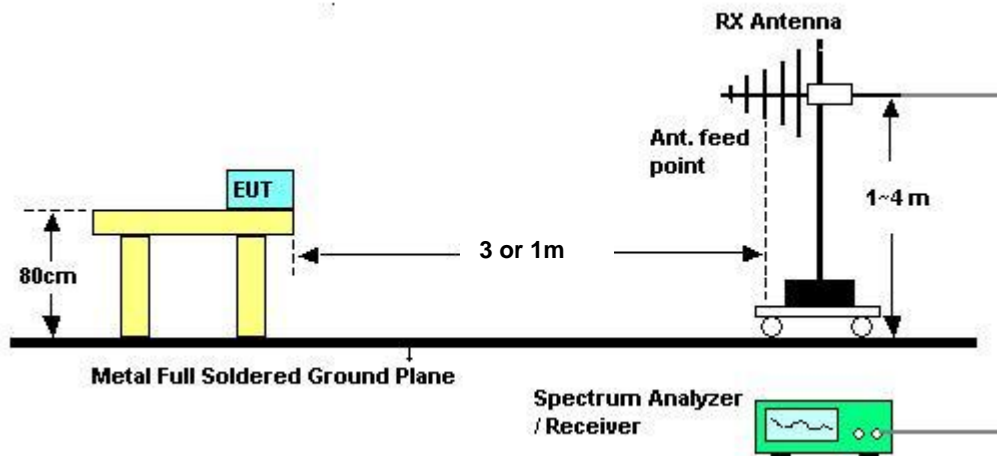 RX Antenna
Ant. feed
point
EUT
1~4 m
3 or 1m
80cm
Metal Full Soldered Ground Plane
Spectrum Analyzer
/ Receiver